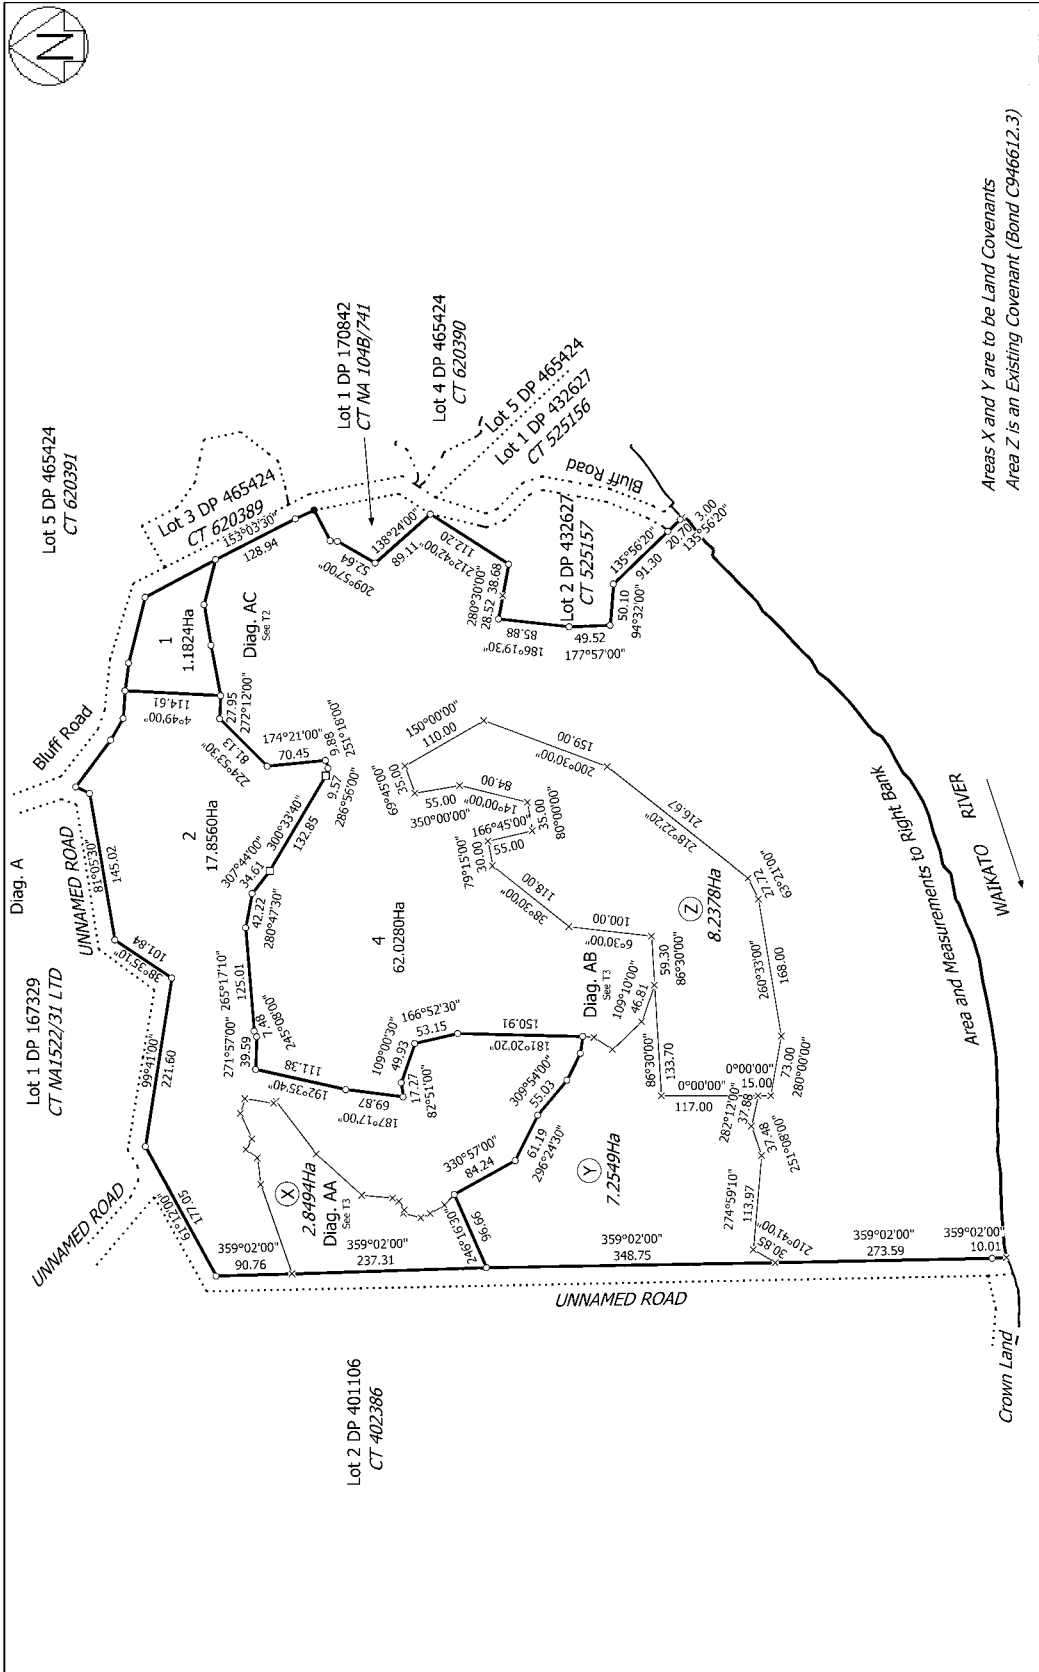 N
Diag. A
Lot 1 DP 167329
CT NA1522/31 LTD
UNNAMED ROAD
UNNAMED ROAD
UNNAMED ROAD
Bluff Road
Lot 5 DP 465424
CT 620391
Lot 3 DP 465424
CT 620389
Lot 1 DP 170842
CT NA 104B/741
Lot 4 DP 465424
CT 620390
Lot 5 DP 465424
Lot 1 DP 432627
CT 525156
Bluff Road
Lot 2 DP 432627
CT 525157
Lot 2 DP 401106
CT 402386
Crown Land
61°12'00"
177.05
99°41'00"
221.60
38°35'10"
101.84
81°05'30"
145.02
4°49'00"
114.61
1
1.1824Ha
Diag. AC
See T2
153°03'30"
128.94
209°57'00"
52.64
138°24'00"
89.11
212°42'00"
112.20
280°30'00"
28.52
38.68
186°19'30"
85.88
177°57'00"
49.52
94°32'00"
50.10
135°56'20"
91.30
20.70
3.00
135°56'20"
2
17.8560Ha
27.95
272°12'00"
224°53'30"
81.13
174°21'00"
70.45
9.88
251°18'00"
9.57
286°56'00"
300°33'40"
132.85
307°44'00"
34.61
42.22
280°47'30"
265°17'10"
125.01
7.48
245°08'00"
271°57'00"
39.59
192°35'40"
111.38
187°17'00"
69.87
17.27
82°51'00"
109°00'30"
49.93
166°52'30"
53.15
181°20'20"
150.91
309°54'00"
55.03
61.19
296°24'30"
330°57'00"
84.24
246°16'30"
96.66
4
62.0280Ha
X
2.8494Ha
Diag. AA
See T3
Y
7.2549Ha
Diag. AB
See T3
Z
8.2378Ha
109°10'00"
46.81
59.30
86°30'00"
86°30'00"
133.70
6°30'00"
100.00
38°30'00"
118.00
79°15'00"
30.00
166°45'00"
55.00
35.00
80°00'00"
14°00'00"
84.00
350°00'00"
55.00
69°45'00"
35.00
150°00'00"
110.00
200°30'00"
159.00
218°22'20"
216.67
63°21'00"
27.72
260°33'00"
168.00
73.00
280°00'00"
0°00'00"
15.00
0°00'00"
117.00
282°12'00"
37.88
37.48
251°08'00"
274°59'10"
113.97
210°41'00"
30.85
359°02'00"
90.76
359°02'00"
237.31
359°02'00"
348.75
359°02'00"
273.59
359°02'00"
10.01
UNNAMED ROAD
Area and Measurements to Right Bank
WAIKATO RIVER
Areas X and Y are to be Land Covenants
Area Z is an Existing Covenant (Bond C946612.3)